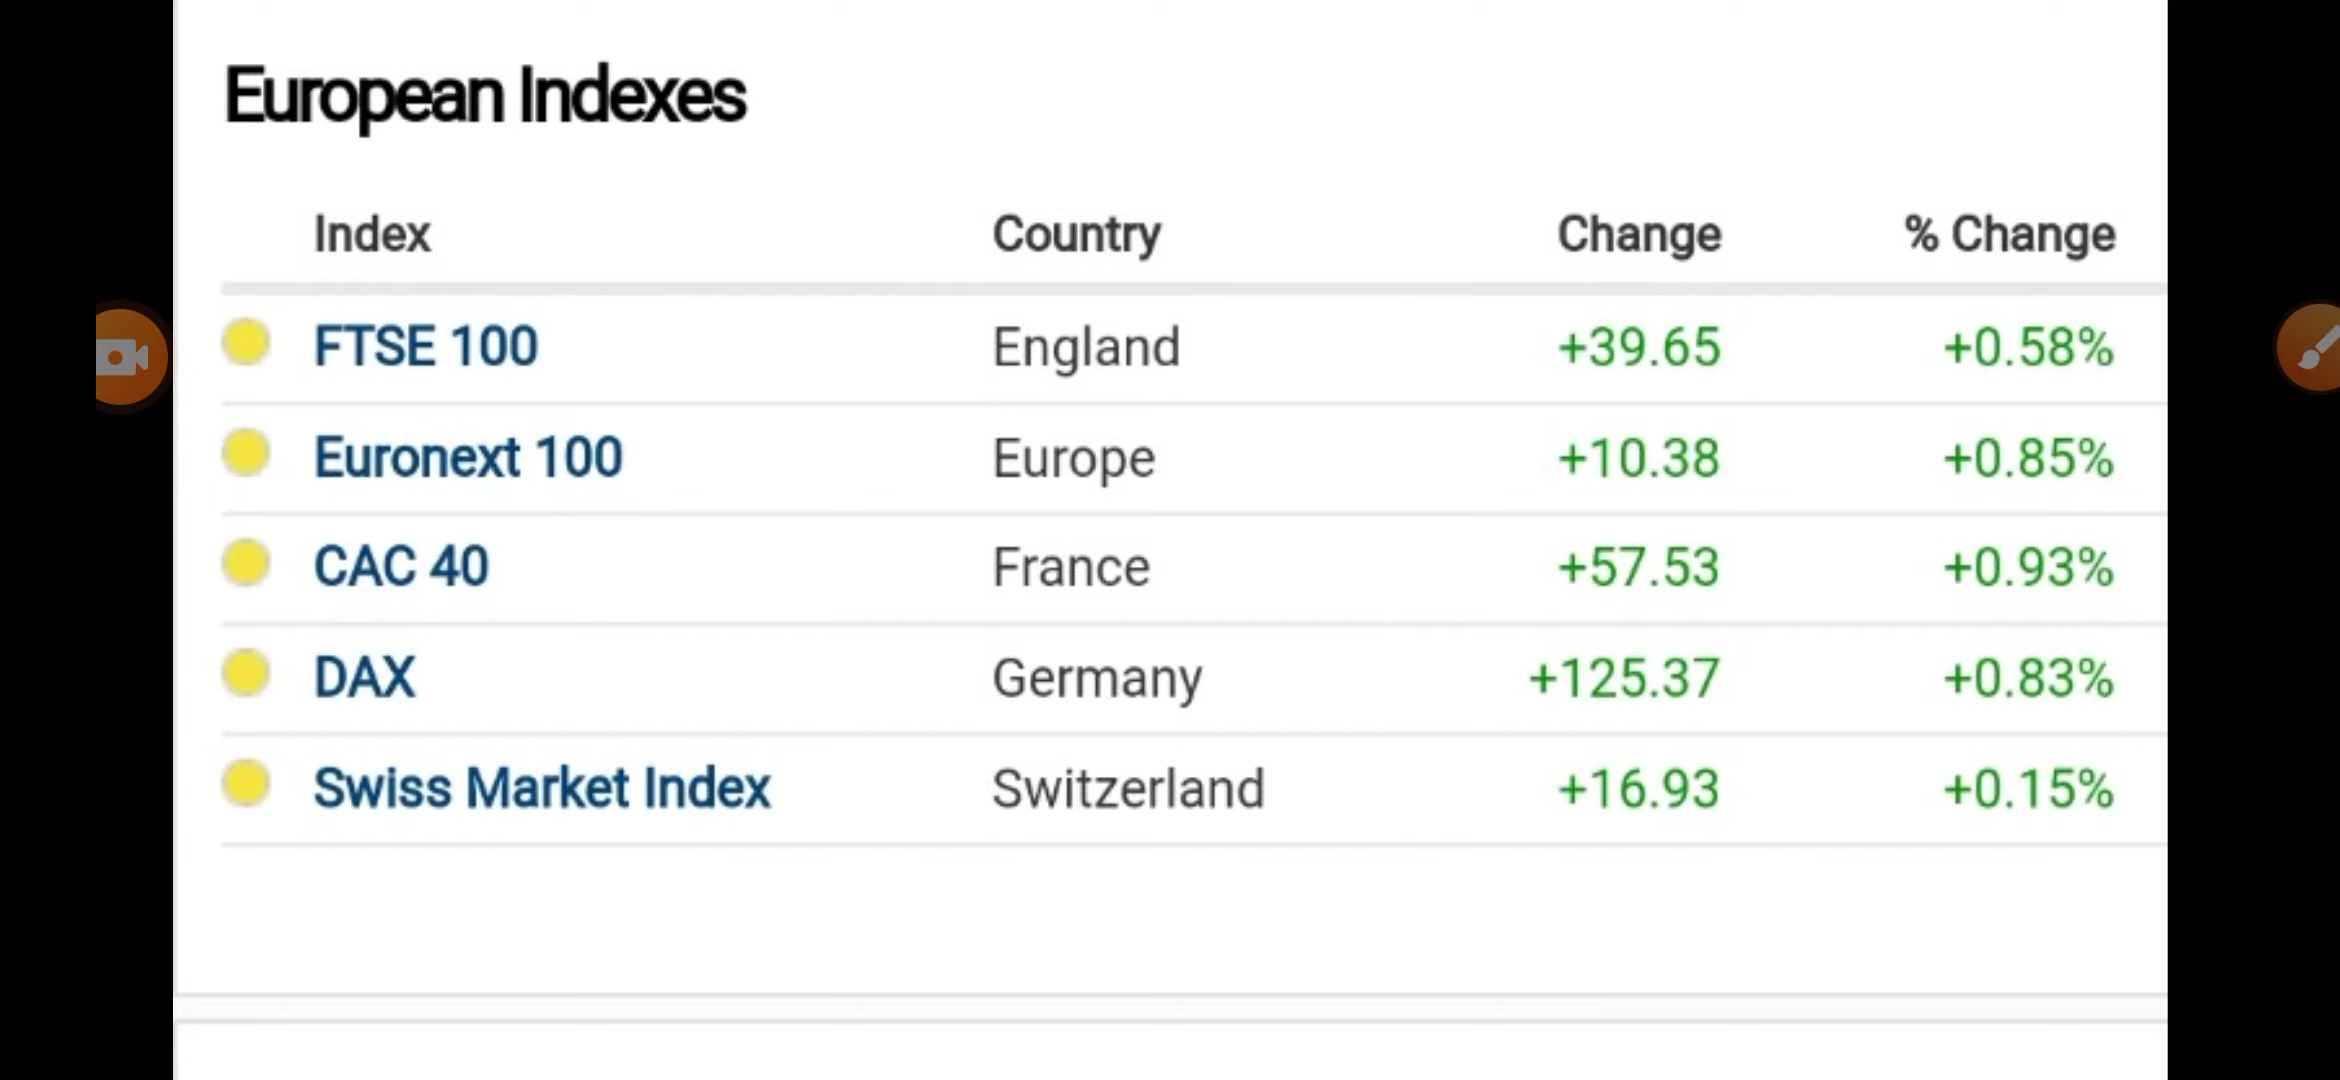 European Indexes
Index Country Change % Change
FTSE 100 England +39.65 +0.58%
Euronext 100 Europe +10.38 +0.85%
CAC 40 France +57.53 +0.93%
DAX Germany +125.37 +0.83%
Swiss Market Index Switzerland +16.93 +0.15%